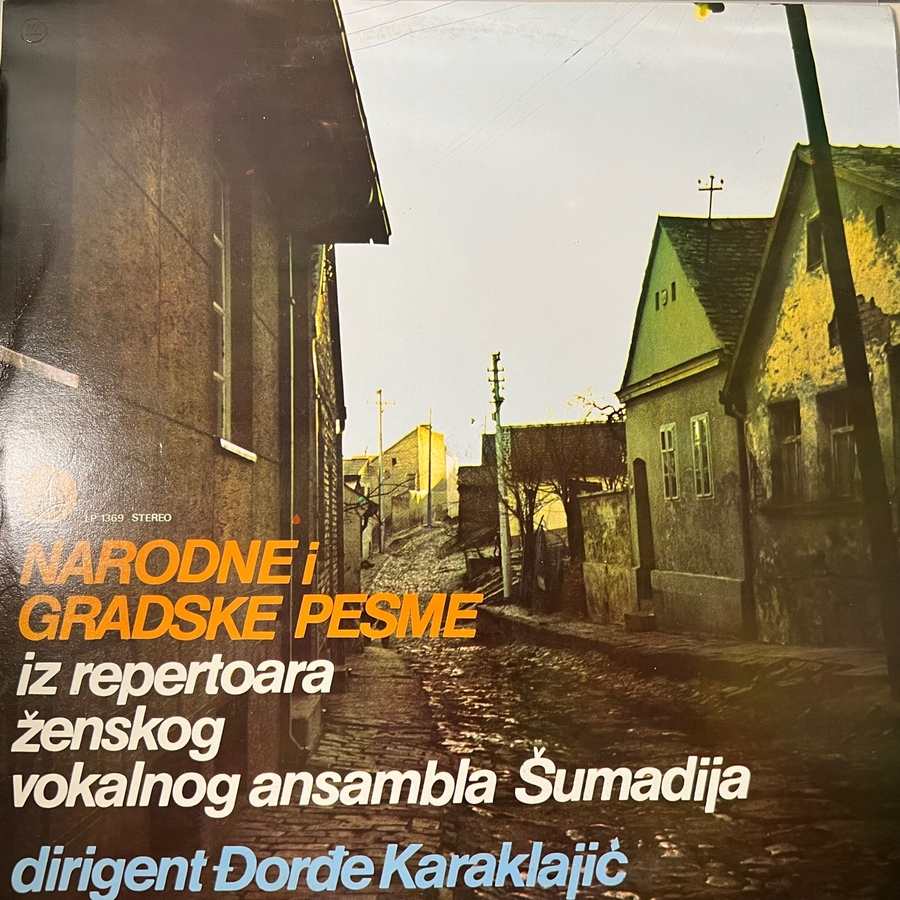 LP 1369 STEREO
NARODNE i
GRADSKE PESME
iz repertoara
ženskog
vokalnog ansambla Šumadija
dirigent Đorđe Karaklajić